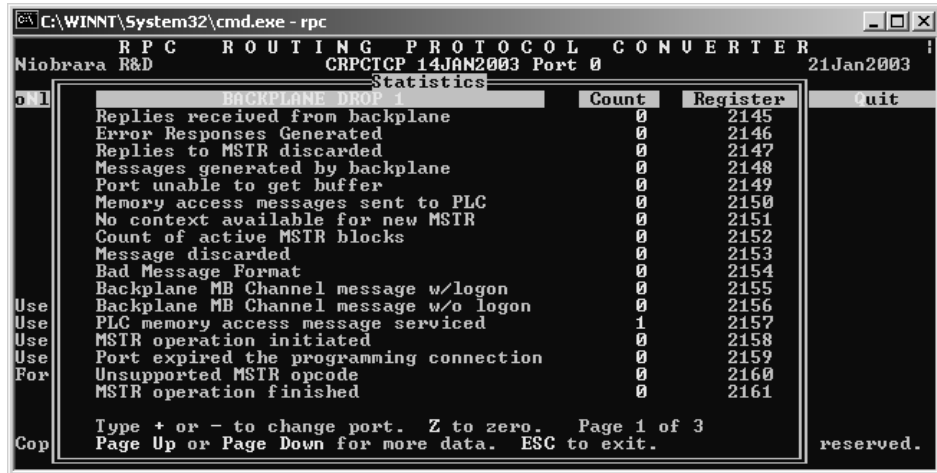 C:\WINNT\System32\cmd.exe - rpc
R P C R O U T I N G P R O T O C O L C O N V E R T E R
Niobrara R&D CRPCTCP 14JAN2003 Port 0 21Jan2003
Statistics
oNl BACKPLANE DROP 1 Count Register Quit
Replies received from backplane 0 2145
Error Responses Generated 0 2146
Replies to MSTR discarded 0 2147
Messages generated by backplane 0 2148
Port unable to get buffer 0 2149
Memory access messages sent to PLC 0 2150
No context available for new MSTR 0 2151
Count of active MSTR blocks 0 2152
Message discarded 0 2153
Bad Message Format 0 2154
Backplane MB Channel message w/logon 0 2155
Use Backplane MB Channel message w/o logon 0 2156
Use PLC memory access message serviced 1 2157
Use MSTR operation initiated 0 2158
Use Port expired the programming connection 0 2159
For Unsupported MSTR opcode 0 2160
MSTR operation finished 0 2161
Type + or - to change port. Z to zero. Page 1 of 3
Cop Page Up or Page Down for more data. ESC to exit. reserved.